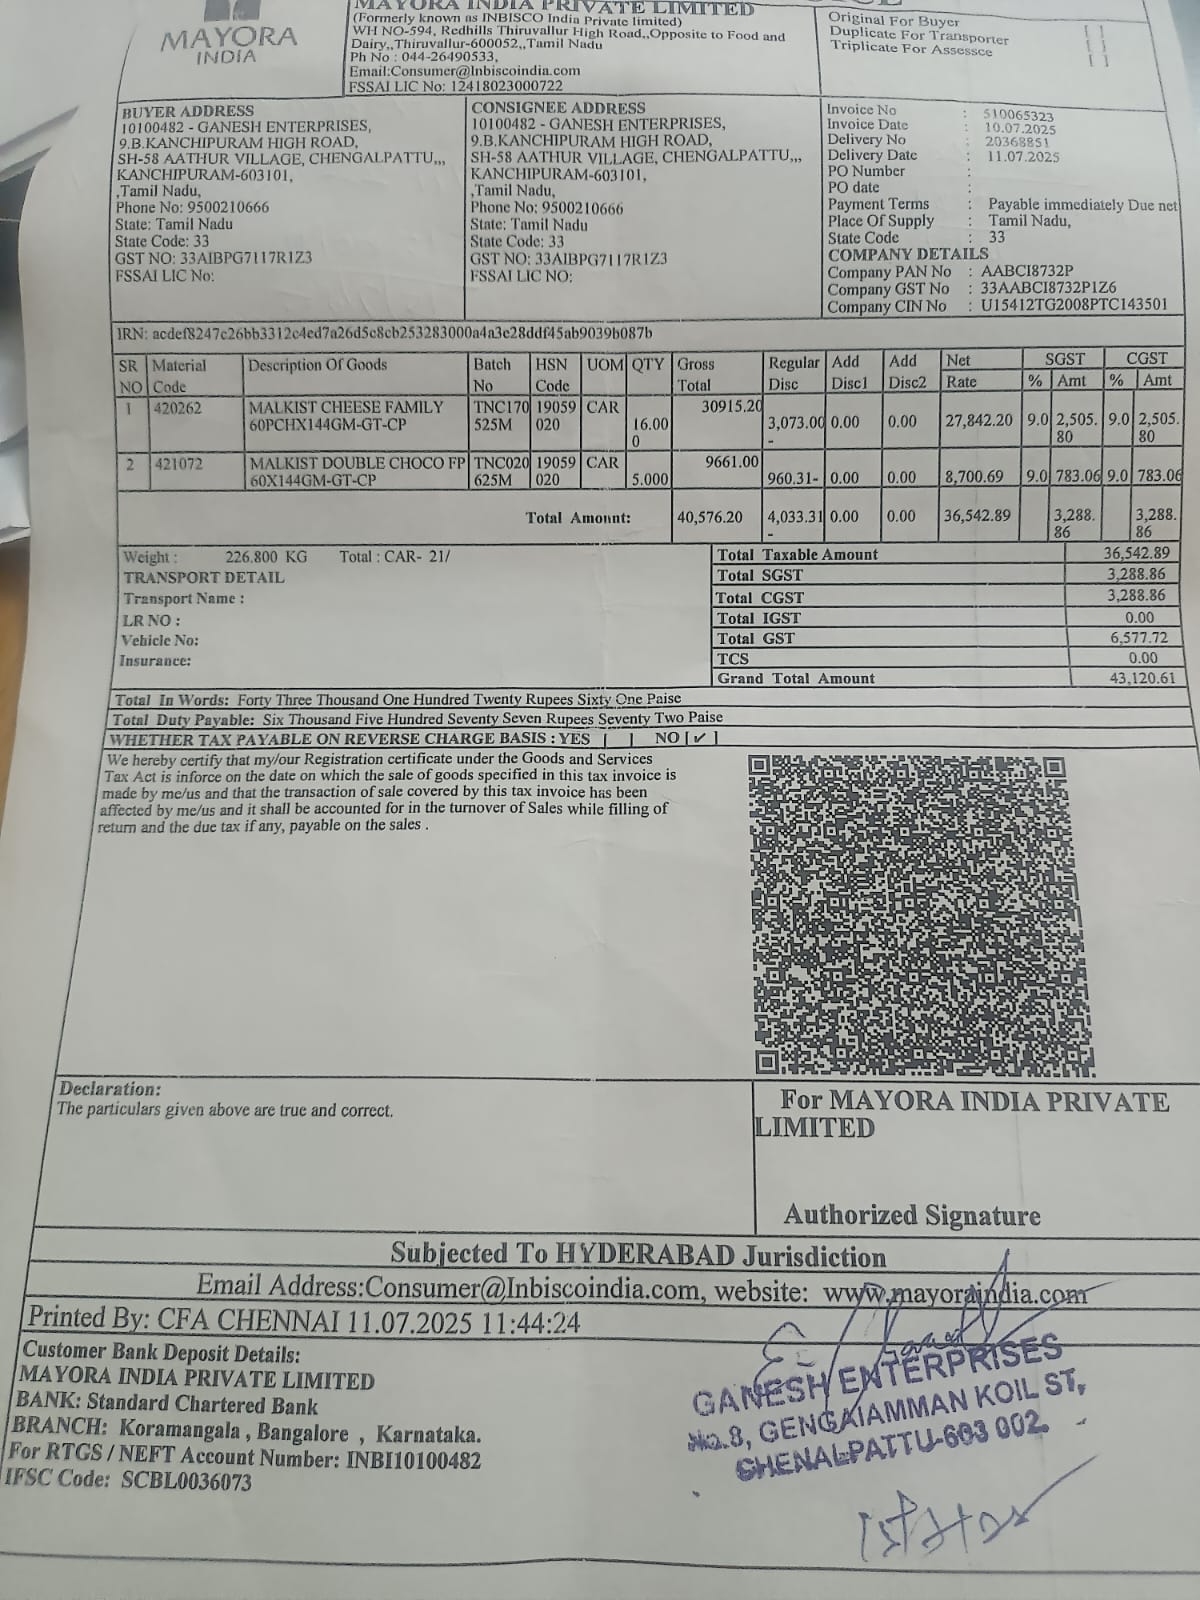 MAYORA
INDIA
MAYORA INDIA PRIVATE LIMITED
(Formerly known as INBISCO India Private limited)
WH NO-594, Redhills Thiruvallur High Road,,Opposite to Food and
Dairy,,Thiruvallur-600052,,Tamil Nadu
Ph No : 044-26490533,
Email:Consumer@Inbiscoindia.com
FSSAI LIC No: 12418023000722
Original For Buyer [ ]
Duplicate For Transporter [ ]
Triplicate For Assessee [ ]
BUYER ADDRESS
10100482 - GANESH ENTERPRISES,
9.B.KANCHIPURAM HIGH ROAD,
SH-58 AATHUR VILLAGE, CHENGALPATTU,,,
KANCHIPURAM-603101,
,Tamil Nadu,
Phone No: 9500210666
State: Tamil Nadu
State Code: 33
GST NO: 33AIBPG7117R1Z3
FSSAI LIC No:
CONSIGNEE ADDRESS
10100482 - GANESH ENTERPRISES,
9.B.KANCHIPURAM HIGH ROAD,
SH-58 AATHUR VILLAGE, CHENGALPATTU,,,
KANCHIPURAM-603101,
,Tamil Nadu,
Phone No: 9500210666
State: Tamil Nadu
State Code: 33
GST NO: 33AIBPG7117R1Z3
FSSAI LIC NO:
Invoice No : 510065323
Invoice Date : 10.07.2025
Delivery No : 20368851
Delivery Date : 11.07.2025
PO Number :
PO date :
Payment Terms : Payable immediately Due net
Place Of Supply : Tamil Nadu,
State Code : 33
COMPANY DETAILS
Company PAN No : AABCI8732P
Company GST No : 33AABCI8732P1Z6
Company CIN No : U15412TG2008PTC143501
IRN: acdef8247c26bb3312c4ed7a26d5c8cb253283000a4a3c28ddf45ab9039b087b
SR Material Description Of Goods Batch HSN UOM QTY Gross Regular Add Add Net SGST CGST
NO Code No Code Total Disc Disc1 Disc2 Rate % Amt % Amt
1 420262 MALKIST CHEESE FAMILY TNC170 19059 CAR 30915.20
60PCHX144GM-GT-CP 525M 020 16.00 3,073.00 0.00 0.00 27,842.20 9.0 2,505. 9.0 2,505.
0 - 80 80
2 421072 MALKIST DOUBLE CHOCO FP TNC020 19059 CAR 9661.00
60X144GM-GT-CP 625M 020 5.000 960.31- 0.00 0.00 8,700.69 9.0 783.06 9.0 783.06
Total Amount: 40,576.20 4,033.31 0.00 0.00 36,542.89 3,288. 3,288.
- 86 86
Weight : 226.800 KG Total : CAR- 21/
TRANSPORT DETAIL
Transport Name :
LR NO :
Vehicle No:
Insurance:
Total Taxable Amount 36,542.89
Total SGST 3,288.86
Total CGST 3,288.86
Total IGST 0.00
Total GST 6,577.72
TCS 0.00
Grand Total Amount 43,120.61
Total In Words: Forty Three Thousand One Hundred Twenty Rupees Sixty One Paise
Total Duty Payable: Six Thousand Five Hundred Seventy Seven Rupees Seventy Two Paise
WHETHER TAX PAYABLE ON REVERSE CHARGE BASIS : YES [ ] NO [ ✓ ]
We hereby certify that my/our Registration certificate under the Goods and Services
Tax Act is inforce on the date on which the sale of goods specified in this tax invoice is
made by me/us and that the transaction of sale covered by this tax invoice has been
affected by me/us and it shall be accounted for in the turnover of Sales while filling of
return and the due tax if any, payable on the sales .
Declaration:
The particulars given above are true and correct.
For MAYORA INDIA PRIVATE
LIMITED
Authorized Signature
Subjected To HYDERABAD Jurisdiction
Email Address:Consumer@Inbiscoindia.com, website: www.mayoraindia.com
Printed By: CFA CHENNAI 11.07.2025 11:44:24
Customer Bank Deposit Details:
MAYORA INDIA PRIVATE LIMITED
BANK: Standard Chartered Bank
BRANCH: Koramangala , Bangalore , Karnataka.
For RTGS / NEFT Account Number: INBI10100482
IFSC Code: SCBL0036073
GANESH ENTERPRISES
No.8, GENGAIAMMAN KOIL ST,
CHENALPATTU-603 002.